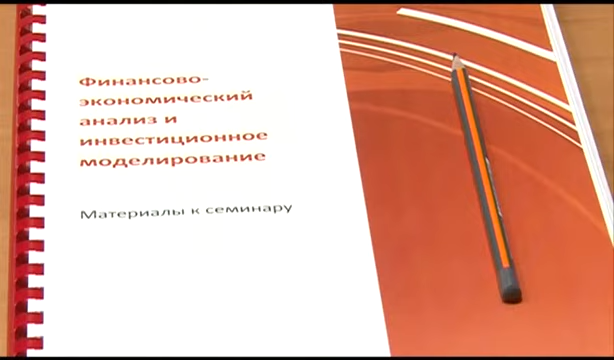 Финансово-
экономический
анализ и
инвестиционное
моделирование
Материалы к семинару